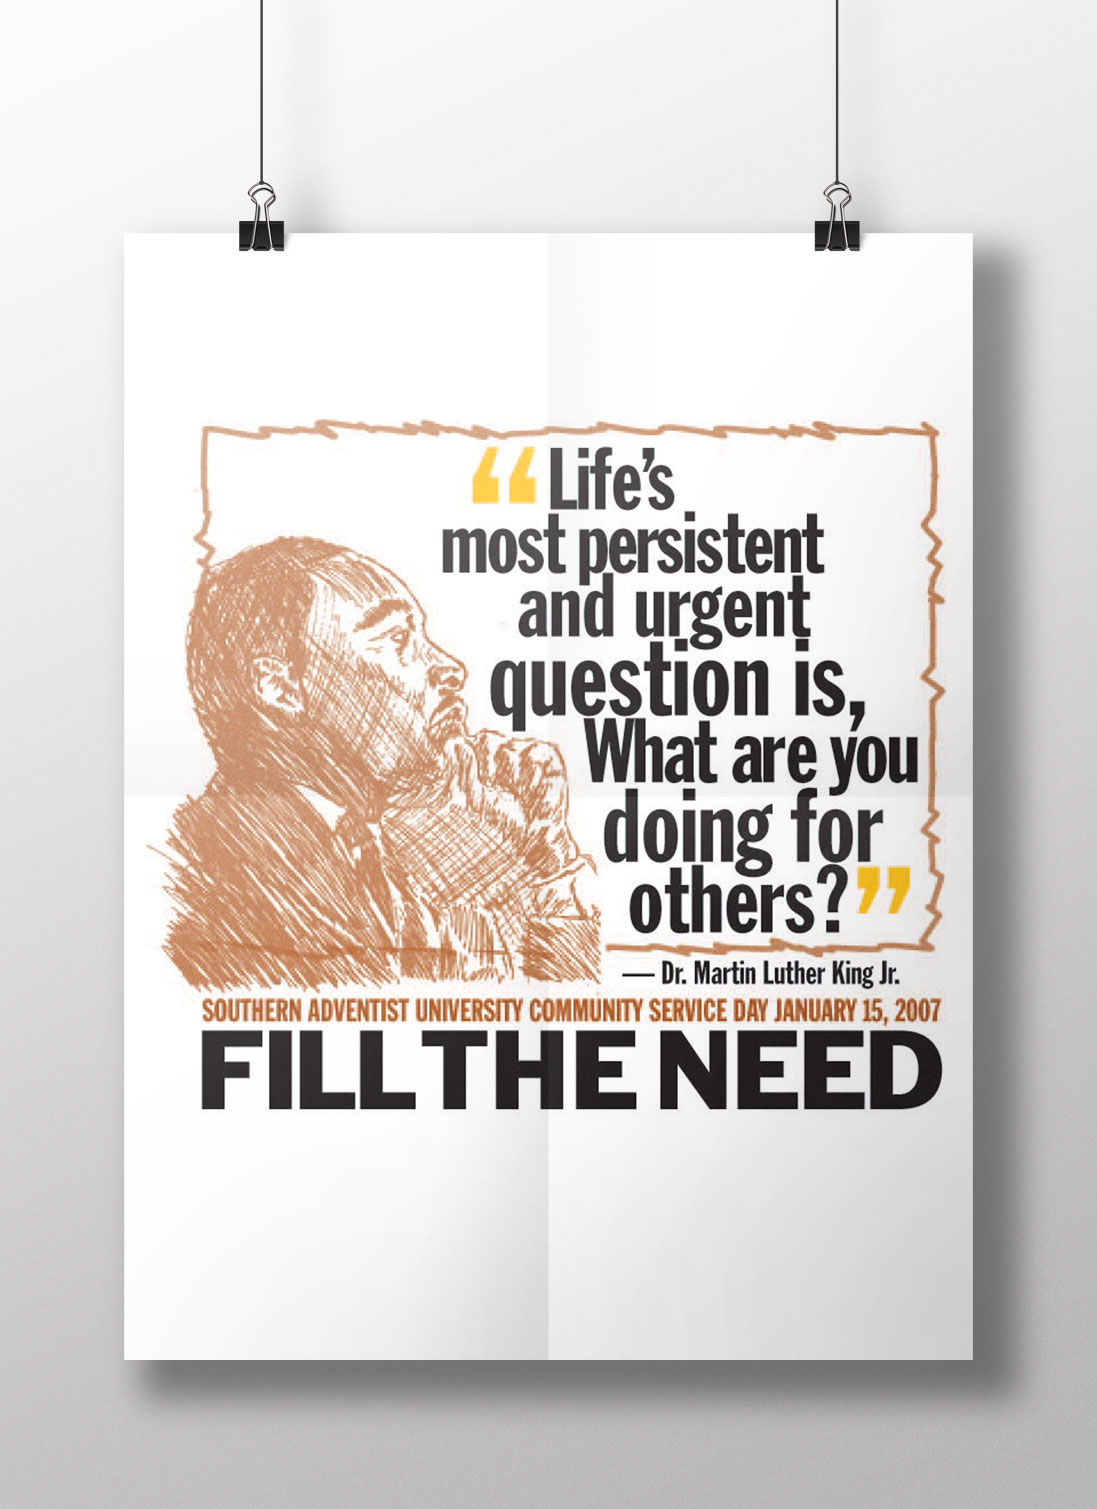 “Life’s
most persistent
and urgent
question is,
What are you
doing for
others?”
— Dr. Martin Luther King Jr.
SOUTHERN ADVENTIST UNIVERSITY COMMUNITY SERVICE DAY JANUARY 15, 2007
FILL THE NEED